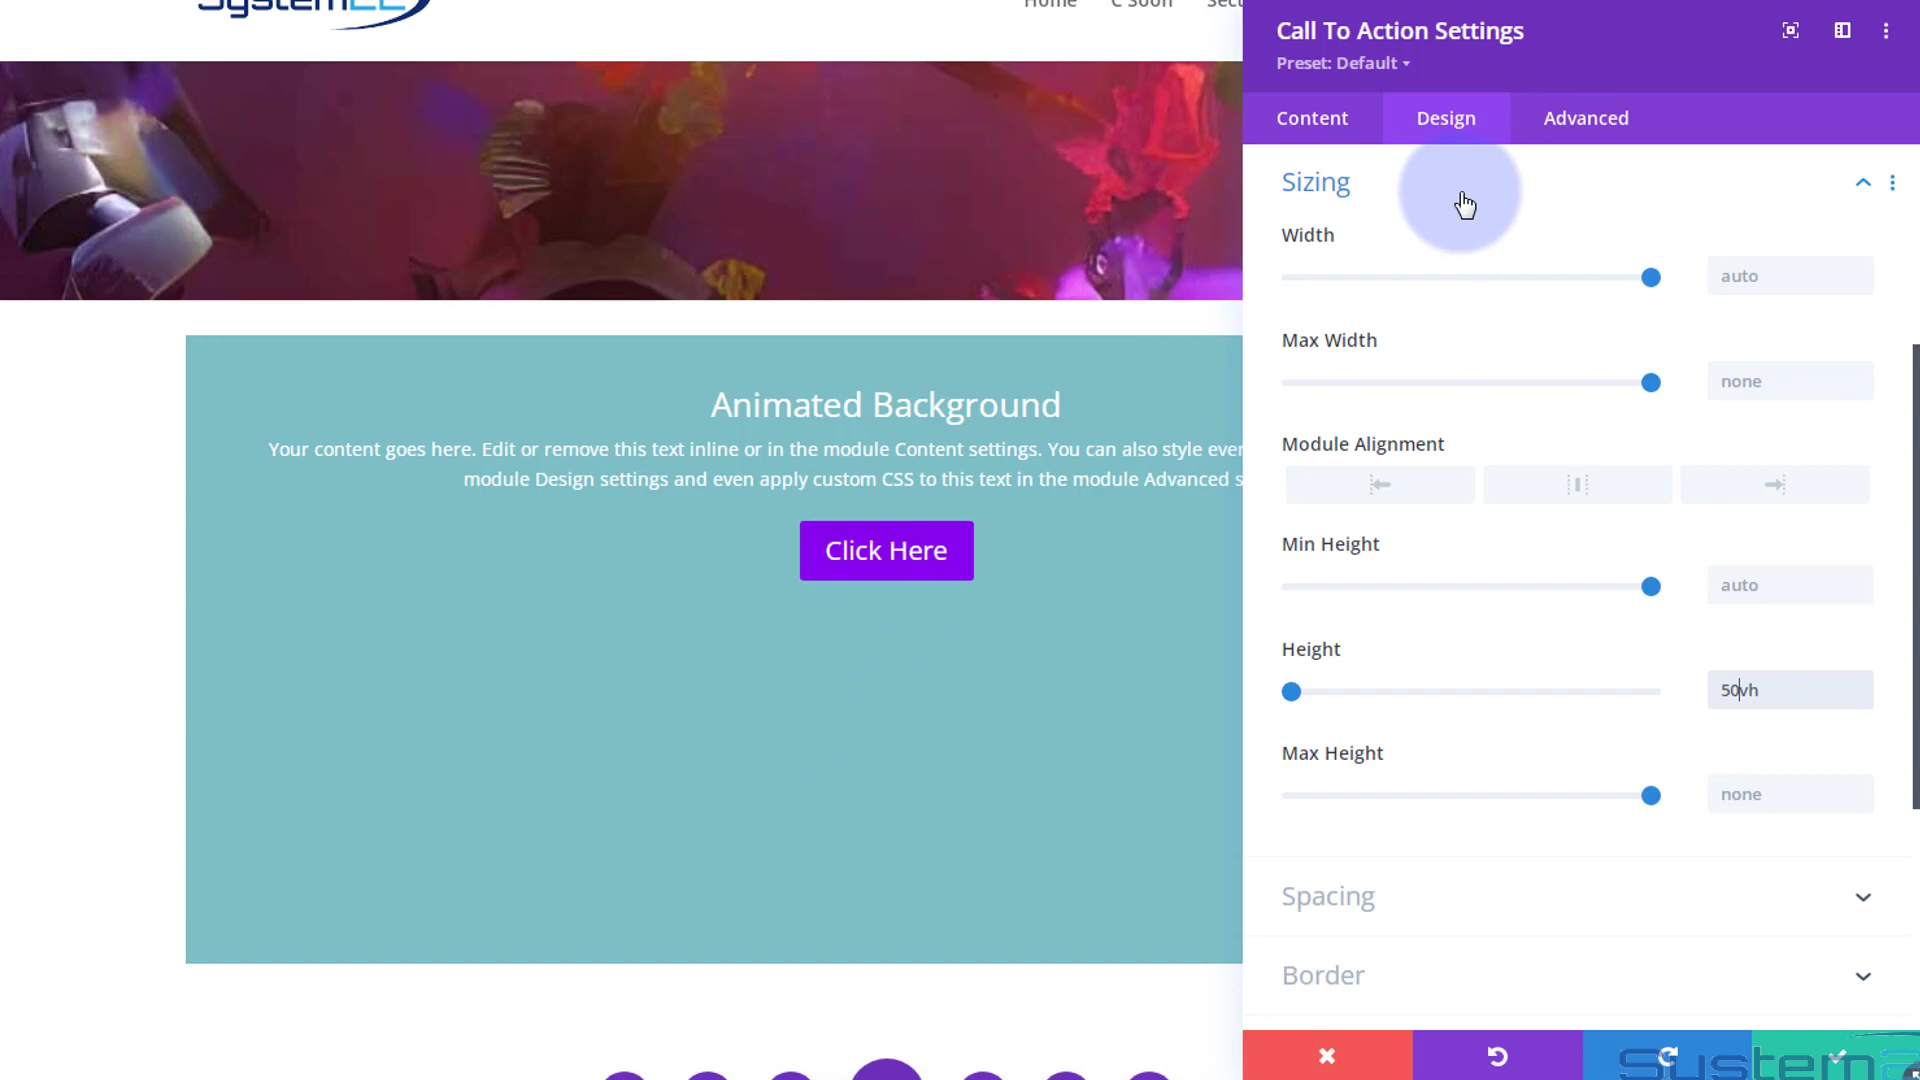 Home
C Soon
Call To Action Settings
Preset: Default
Content
Design
Advanced
Sizing
Width
auto
Max Width
none
Module Alignment
Min Height
auto
Height
50vh
Max Height
none
Spacing
Border
Animated Background
Your content goes here. Edit or remove this text inline or in the module Content settings. You can also style
module Design settings and even apply custom CSS to this text in the module Advanced
Click Here